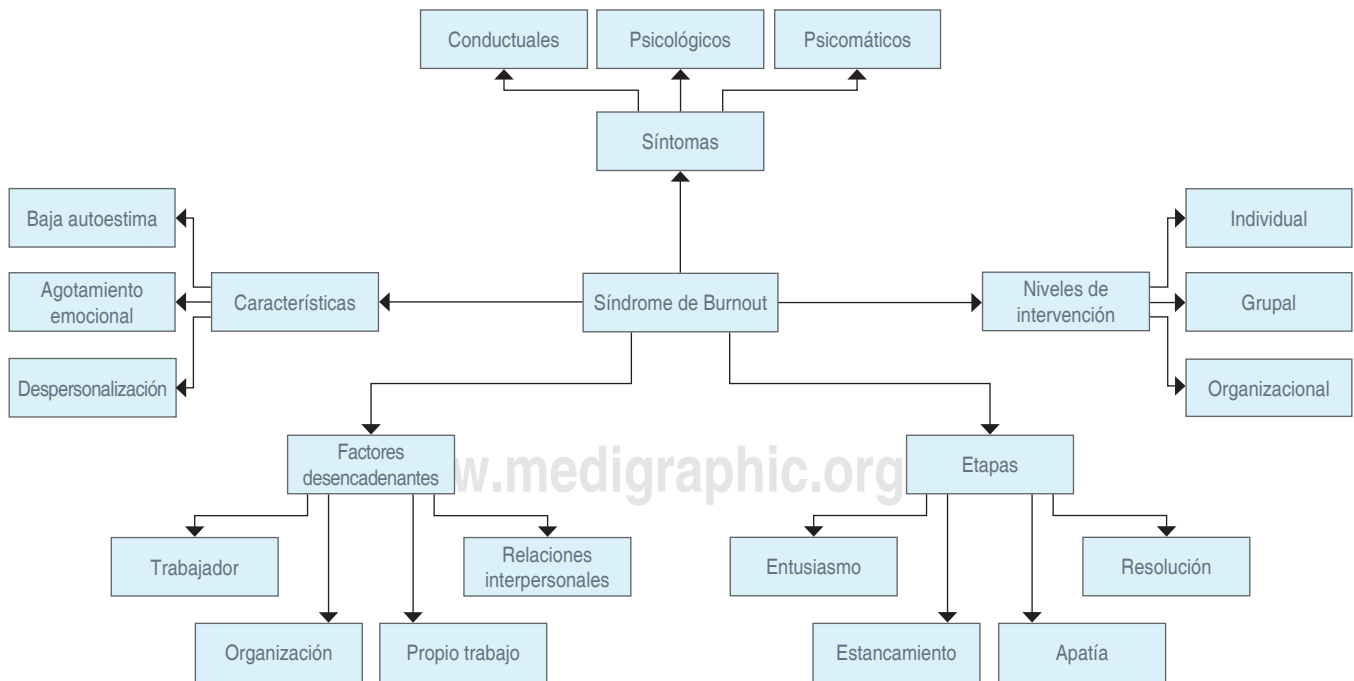 Conductuales
Psicológicos
Psicomáticos
Síntomas
Baja autoestima
Agotamiento
emocional
Despersonalización
Características
Síndrome de Burnout
Niveles de
intervención
Individual
Grupal
Organizacional
Factores
desencadenantes
w.medigraphic.org
Etapas
Trabajador
Organización
Propio trabajo
Relaciones
interpersonales
Entusiasmo
Estancamiento
Apatía
Resolución